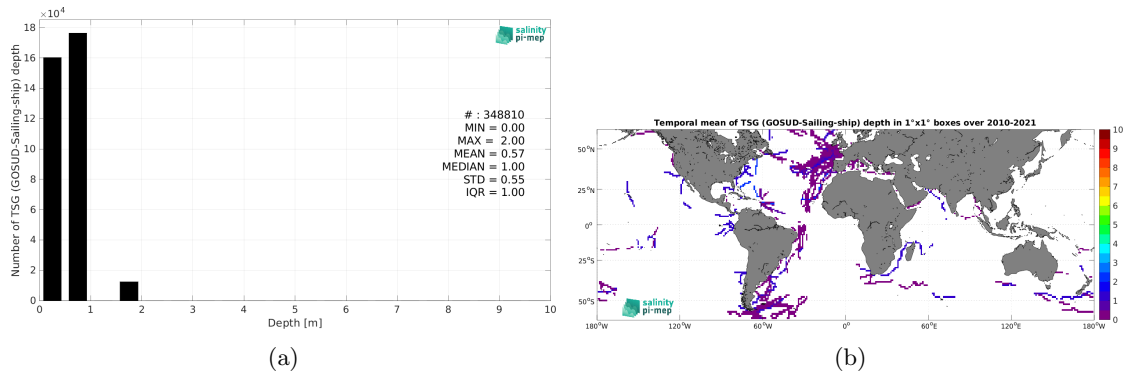 ×10⁴
18
16
14
12
10
8
6
4
2
0
Number of TSG (GOSUD-Sailing-ship) depth
salinity
pi-mep
# : 348810
MIN = 0.00
MAX = 2.00
MEAN = 0.57
MEDIAN = 1.00
STD = 0.55
IQR = 1.00
0 1 2 3 4 5 6 7 8 9 10
Depth [m]
(a)
Temporal mean of TSG (GOSUD-Sailing-ship) depth in 1°x1° boxes over 2010-2021
50°N
25°N
0°
25°S
50°S
salinity
pi-mep
180°W 120°W 60°W 0° 60°E 120°E 180°W
10
9
8
7
6
5
4
3
2
1
0
(b)